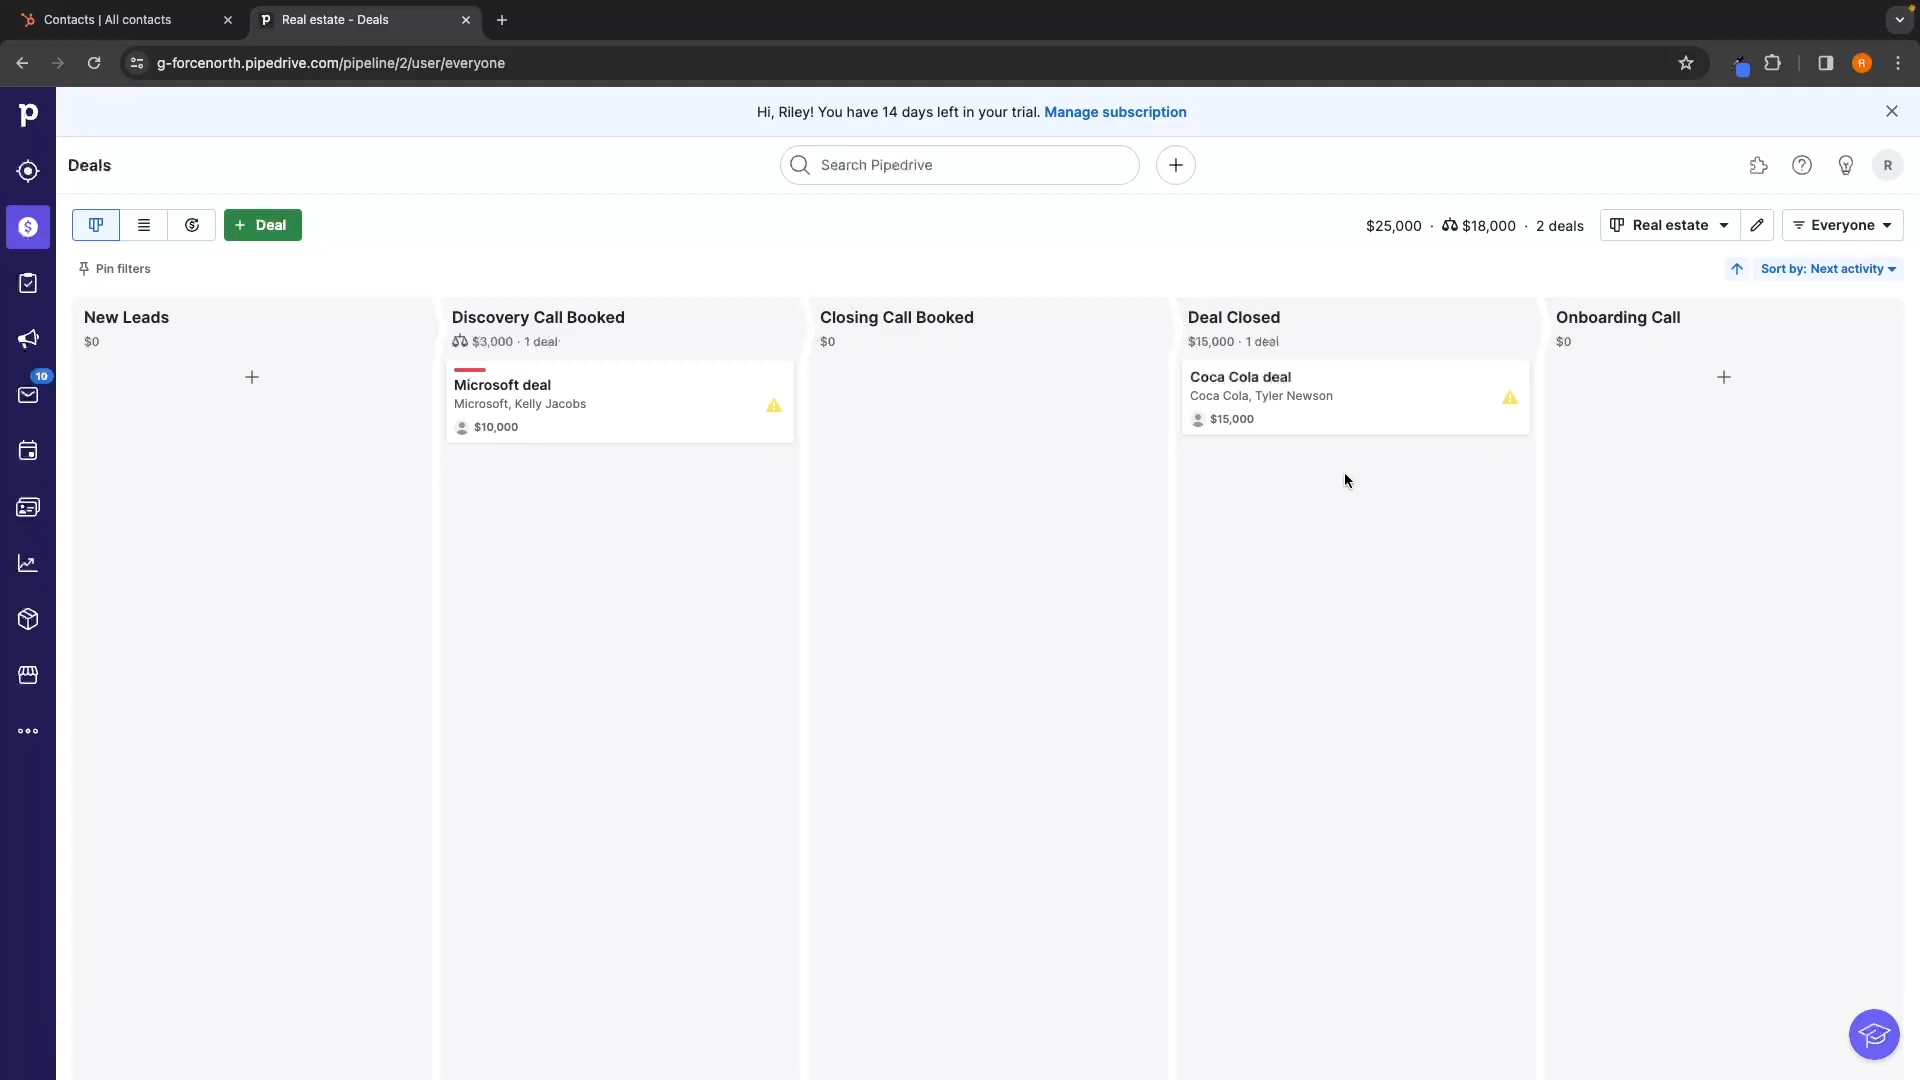 Contacts | All contacts
Real estate - Deals
g-forcenorth.pipedrive.com/pipeline/2/user/everyone
R
Hi, Riley! You have 14 days left in your trial. Manage subscription
Deals
Search Pipedrive
R
+ Deal
$25,000 · $18,000 · 2 deals
Real estate
Everyone
Pin filters
Sort by: Next activity
New Leads
$0
Discovery Call Booked
$3,000 · 1 deal
Microsoft deal
Microsoft, Kelly Jacobs
$10,000
Closing Call Booked
$0
Deal Closed
$15,000 · 1 deal
Coca Cola deal
Coca Cola, Tyler Newson
$15,000
Onboarding Call
$0
10